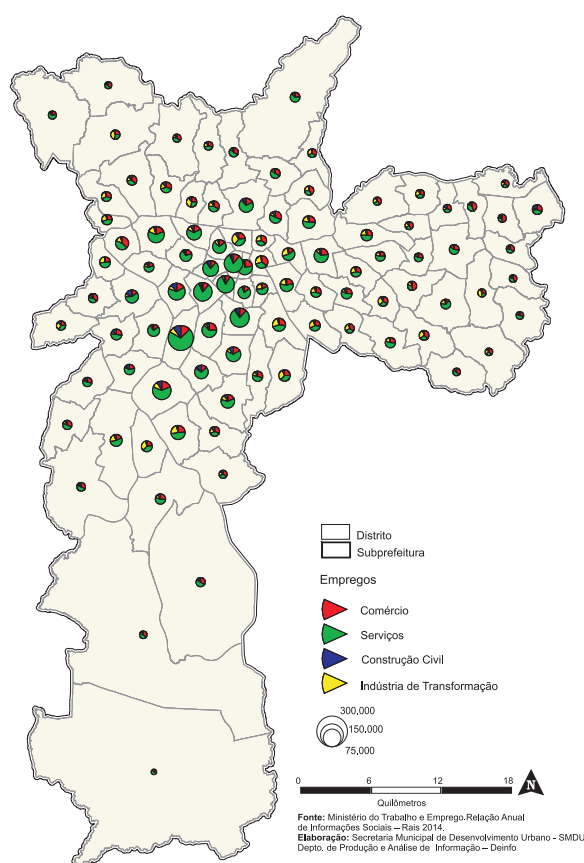 Distrito
Subprefeitura
Empregos
Comércio
Serviços
Construção Civil
Indústria de Transformação
300,000
150,000
75,000
0 6 12 18
Quilômetros
N
Fonte: Ministério do Trabalho e Emprego.Relação Anual
de Informações Sociais – Rais 2014.
Elaboração: Secretaria Municipal de Desenvolvimento Urbano - SMDU
Depto. de Produção e Análise de Informação – Deinfo